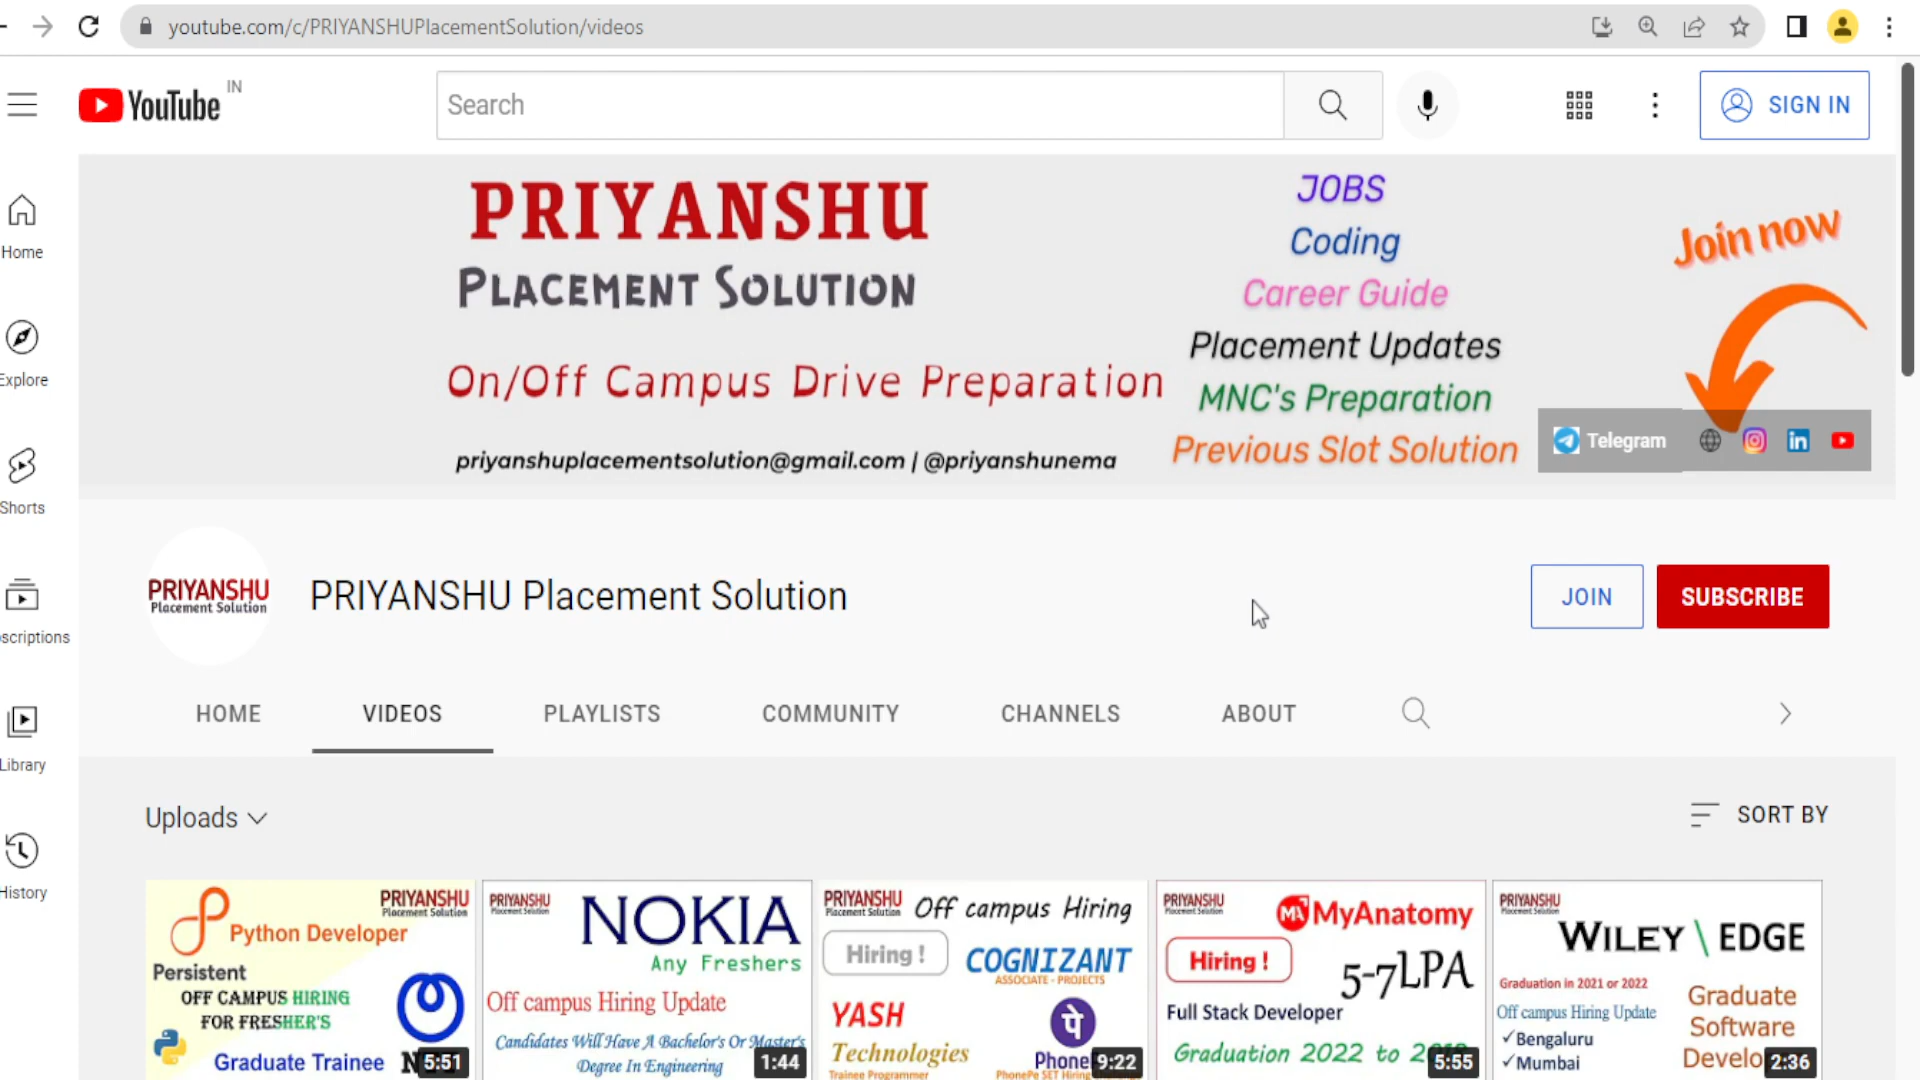 youtube.com/c/PRIYANSHUPlacementSolution/videos
YouTube IN
Search
SIGN IN
Home
Explore
Shorts
scriptions
Library
History
PRIYANSHU
PLACEMENT SOLUTION
On/Off Campus Drive Preparation
priyanshuplacementsolution@gmail.com | @priyanshunema
JOBS
Coding
Career Guide
Placement Updates
MNC's Preparation
Previous Slot Solution
Join now
Telegram
PRIYANSHU
Placement Solution
PRIYANSHU Placement Solution
JOIN
SUBSCRIBE
HOME
VIDEOS
PLAYLISTS
COMMUNITY
CHANNELS
ABOUT
Uploads
SORT BY
PRIYANSHU
Placement Solution
Python Developer
Persistent
OFF CAMPUS HIRING
FOR FRESHER'S
Graduate Trainee
5:51
PRIYANSHU
Placement Solution
NOKIA
Any Freshers
Off campus Hiring Update
Candidates Will Have A Bachelor's Or Master's
Degree In Engineering
1:44
PRIYANSHU
Placement Solution
Off campus Hiring
Hiring !
COGNIZANT
ASSOCIATE - PROJECTS
YASH
Technologies
Trainee Programmer
पे
Phone
PhonePe SET Hiring
9:22
PRIYANSHU
Placement Solution
MA MyAnatomy
Hiring !
5-7LPA
Full Stack Developer
Graduation 2022 to
5:55
PRIYANSHU
Placement Solution
WILEY \ EDGE
Graduation in 2021 or 2022
Off campus Hiring Update
✓Bengaluru
✓Mumbai
Graduate
Software
Develo
2:36